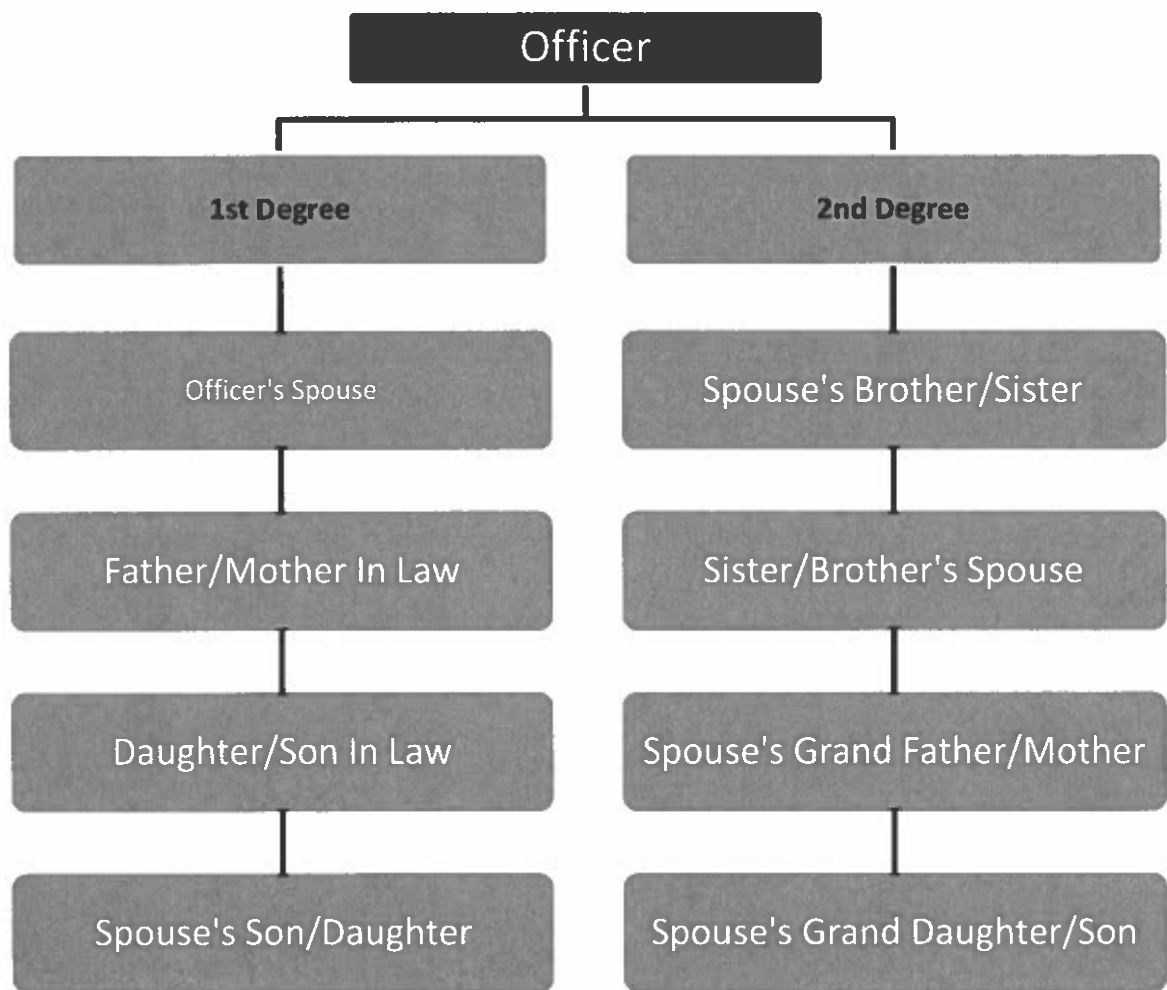 Officer
1st Degree
2nd Degree
Officer's Spouse
Spouse's Brother/Sister
Father/Mother In Law
Sister/Brother's Spouse
Daughter/Son In Law
Spouse's Grand Father/Mother
Spouse's Son/Daughter
Spouse's Grand Daughter/Son